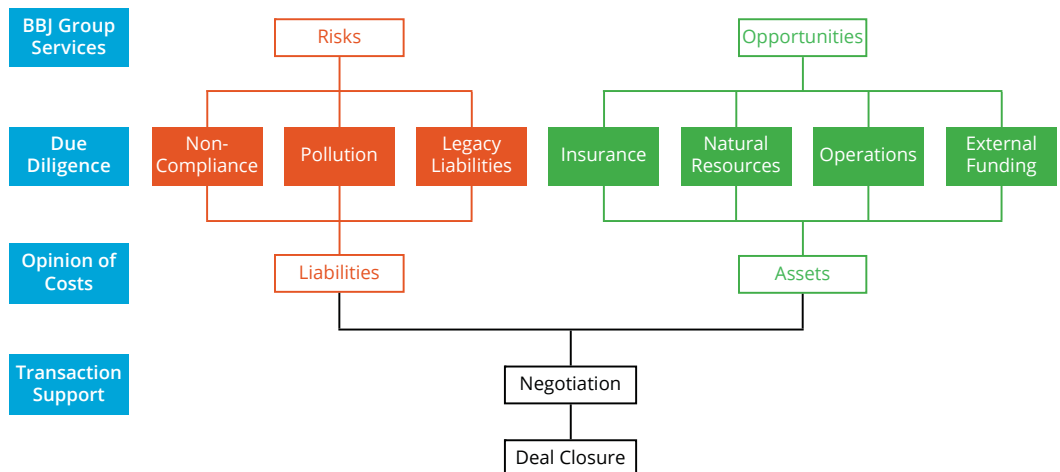 BBJ Group
Services
Risks
Opportunities
Due
Diligence
Non-
Compliance
Pollution
Legacy
Liabilities
Insurance
Natural
Resources
Operations
External
Funding
Opinion of
Costs
Liabilities
Assets
Transaction
Support
Negotiation
Deal Closure